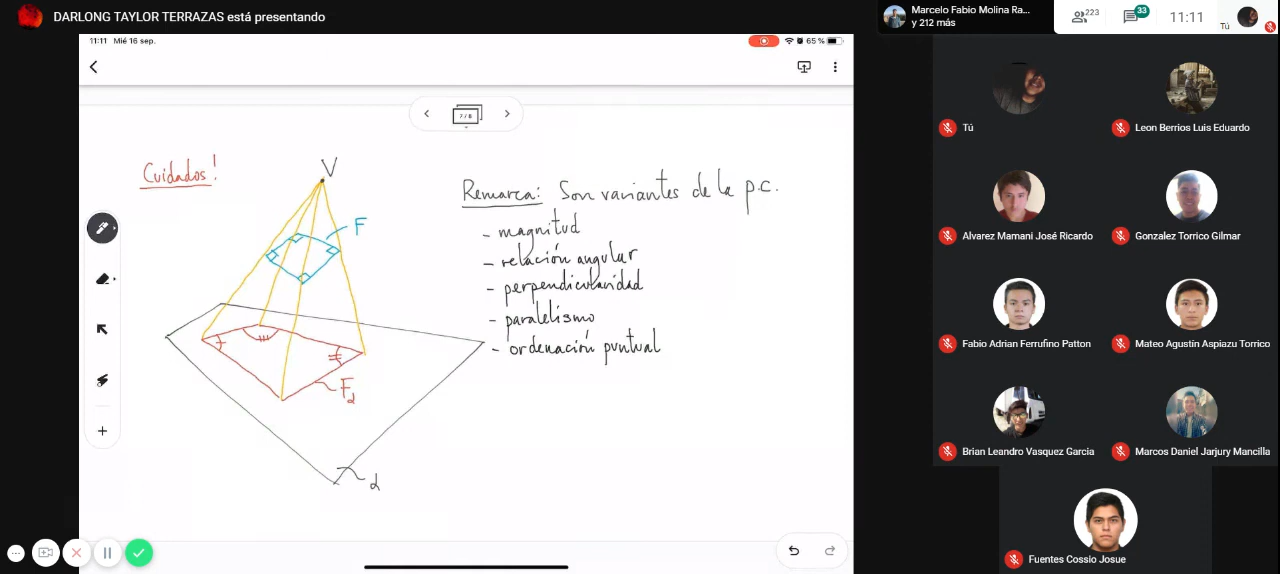 DARLONG TAYLOR TERRAZAS está presentando
Marcelo Fabio Molina Ra...
y 212 más
223
33
11:11
Tú
11:11 Mié 16 sep.
65 %
7 / 8
Cuidados!
V
F
Remarca: Son variantes de la p.c.
- magnitud
- relación angular
- perpendicularidad
- paralelismo
- ordenación puntual
Fα
α
Tú
Leon Berrios Luis Eduardo
Alvarez Mamani José Ricardo
Gonzalez Torrico Gilmar
Fabio Adrian Ferrufino Patton
Mateo Agustín Aspiazu Torrico
Brian Leandro Vasquez Garcia
Marcos Daniel Jarjury Mancilla
Fuentes Cossio Josue